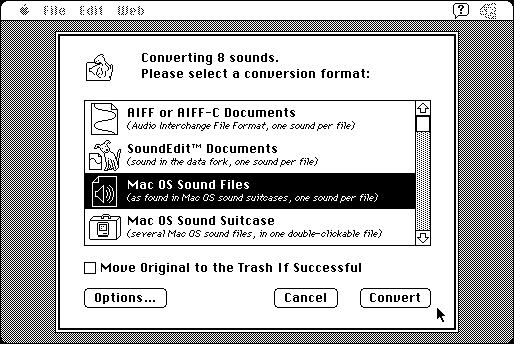 File Edit Web
Converting 8 sounds.
Please select a conversion format:
AIFF or AIFF-C Documents
(Audio Interchange File Format, one sound per file)
SoundEdit™ Documents
(sound in the data fork, one sound per file)
Mac OS Sound Files
(as found in Mac OS sound suitcases, one sound per file)
Mac OS Sound Suitcase
(several Mac OS sound files, in one double-clickable file)
Move Original to the Trash If Successful
Options... Cancel Convert